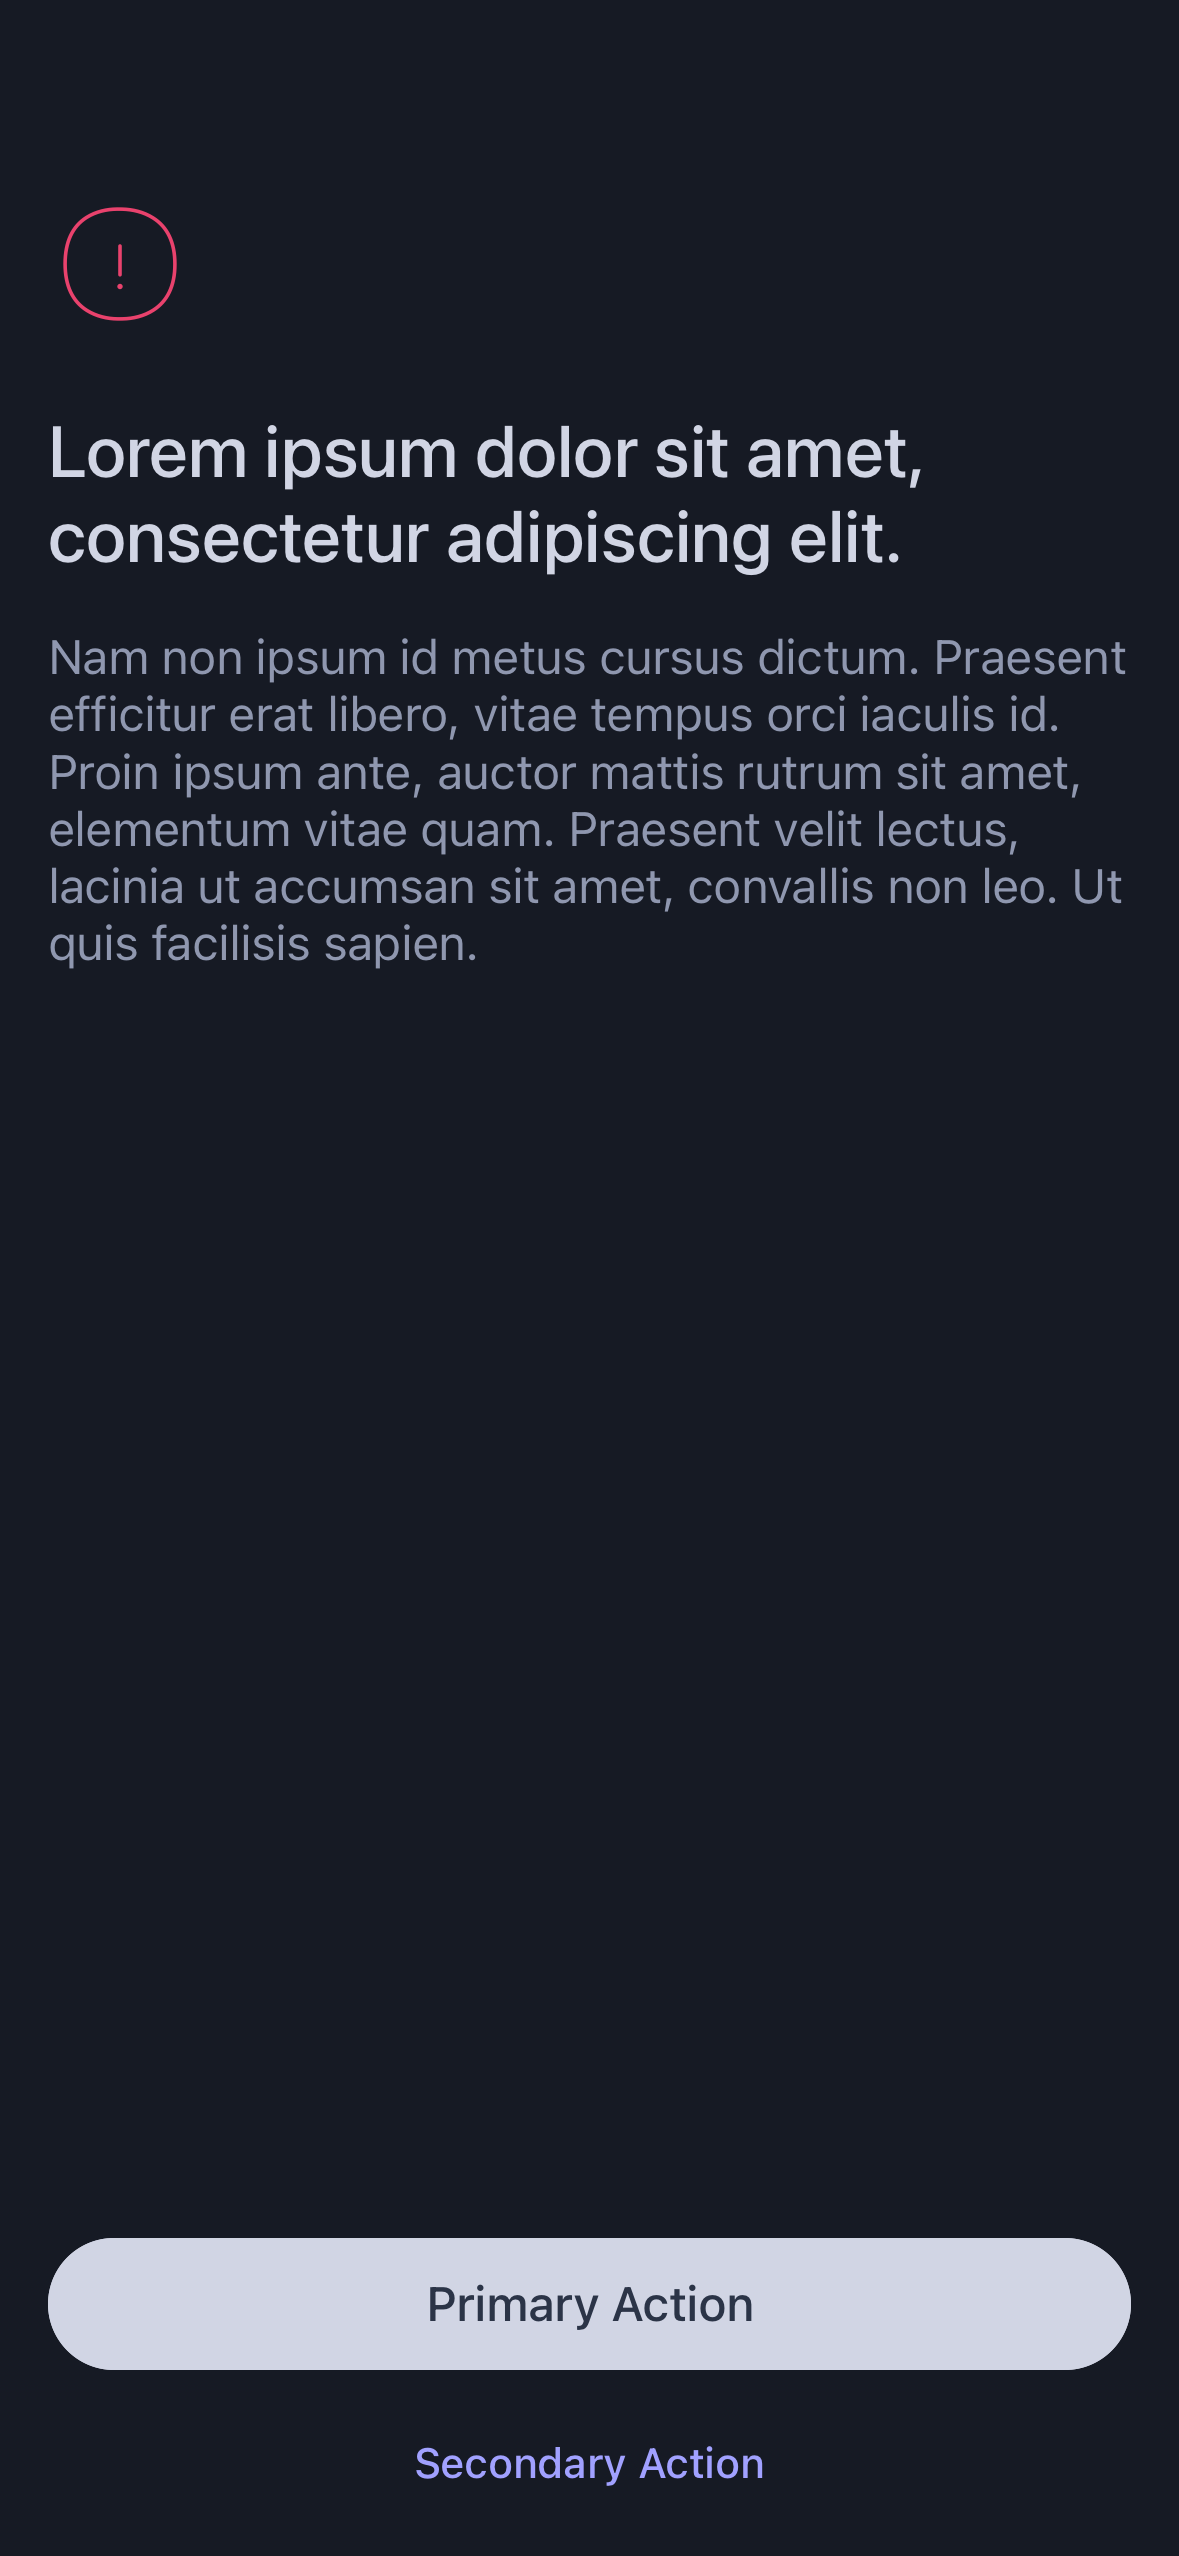 !
Lorem ipsum dolor sit amet,
consectetur adipiscing elit.
Nam non ipsum id metus cursus dictum. Praesent
efficitur erat libero, vitae tempus orci iaculis id.
Proin ipsum ante, auctor mattis rutrum sit amet,
elementum vitae quam. Praesent velit lectus,
lacinia ut accumsan sit amet, convallis non leo. Ut
quis facilisis sapien.
Primary Action
Secondary Action